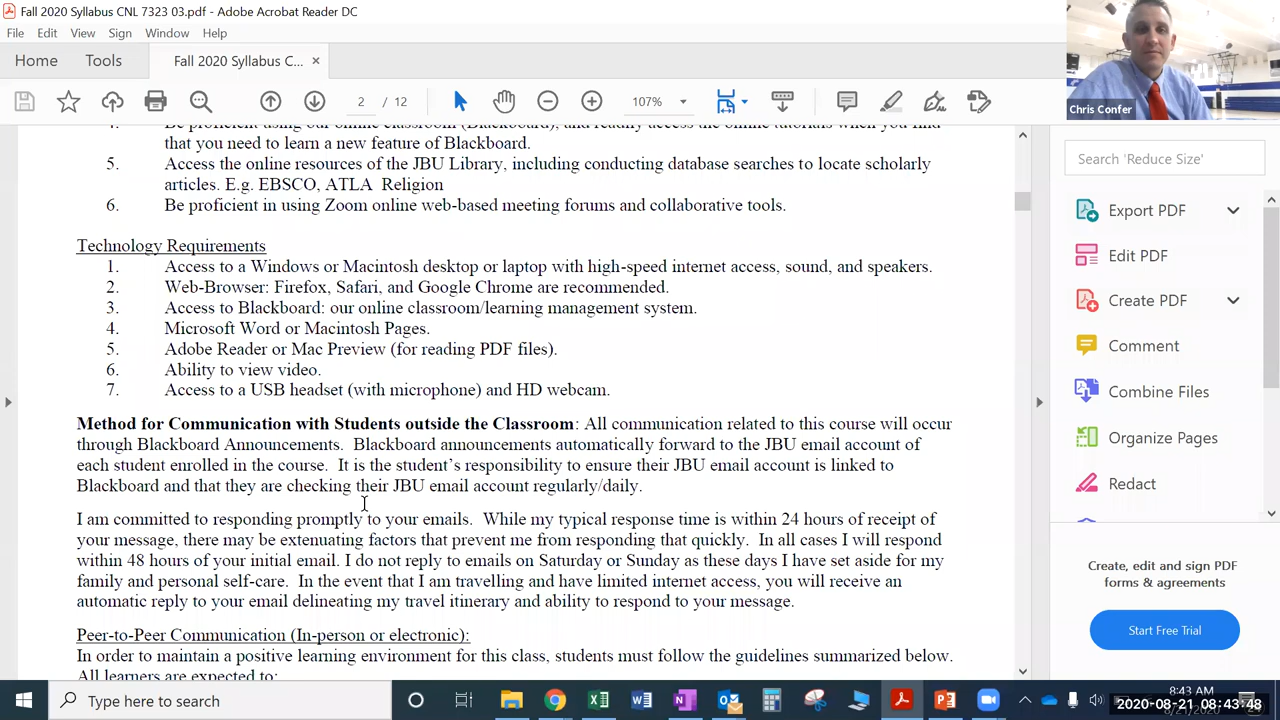 Fall 2020 Syllabus CNL 7323 03.pdf - Adobe Acrobat Reader DC
File Edit View Sign Window Help
Home Tools Fall 2020 Syllabus C... ×
2 / 12 107%
Chris Confer
4. Be proficient using our online classroom (Blackboard), and readily access the online tutorials when you find
that you need to learn a new feature of Blackboard.
5. Access the online resources of the JBU Library, including conducting database searches to locate scholarly
articles. E.g. EBSCO, ATLA Religion
6. Be proficient in using Zoom online web-based meeting forums and collaborative tools.
Technology Requirements
1. Access to a Windows or Macintosh desktop or laptop with high-speed internet access, sound, and speakers.
2. Web-Browser: Firefox, Safari, and Google Chrome are recommended.
3. Access to Blackboard: our online classroom/learning management system.
4. Microsoft Word or Macintosh Pages.
5. Adobe Reader or Mac Preview (for reading PDF files).
6. Ability to view video.
7. Access to a USB headset (with microphone) and HD webcam.
Method for Communication with Students outside the Classroom: All communication related to this course will occur
through Blackboard Announcements. Blackboard announcements automatically forward to the JBU email account of
each student enrolled in the course. It is the student's responsibility to ensure their JBU email account is linked to
Blackboard and that they are checking their JBU email account regularly/daily.
I am committed to responding promptly to your emails. While my typical response time is within 24 hours of receipt of
your message, there may be extenuating factors that prevent me from responding that quickly. In all cases I will respond
within 48 hours of your initial email. I do not reply to emails on Saturday or Sunday as these days I have set aside for my
family and personal self-care. In the event that I am travelling and have limited internet access, you will receive an
automatic reply to your email delineating my travel itinerary and ability to respond to your message.
Peer-to-Peer Communication (In-person or electronic):
In order to maintain a positive learning environment for this class, students must follow the guidelines summarized below.
All learners are expected to:
Search 'Reduce Size'
Export PDF
Edit PDF
Create PDF
Comment
Combine Files
Organize Pages
Redact
Create, edit and sign PDF
forms & agreements
Start Free Trial
Type here to search
8:43 AM
2020-08-21 08:43:48